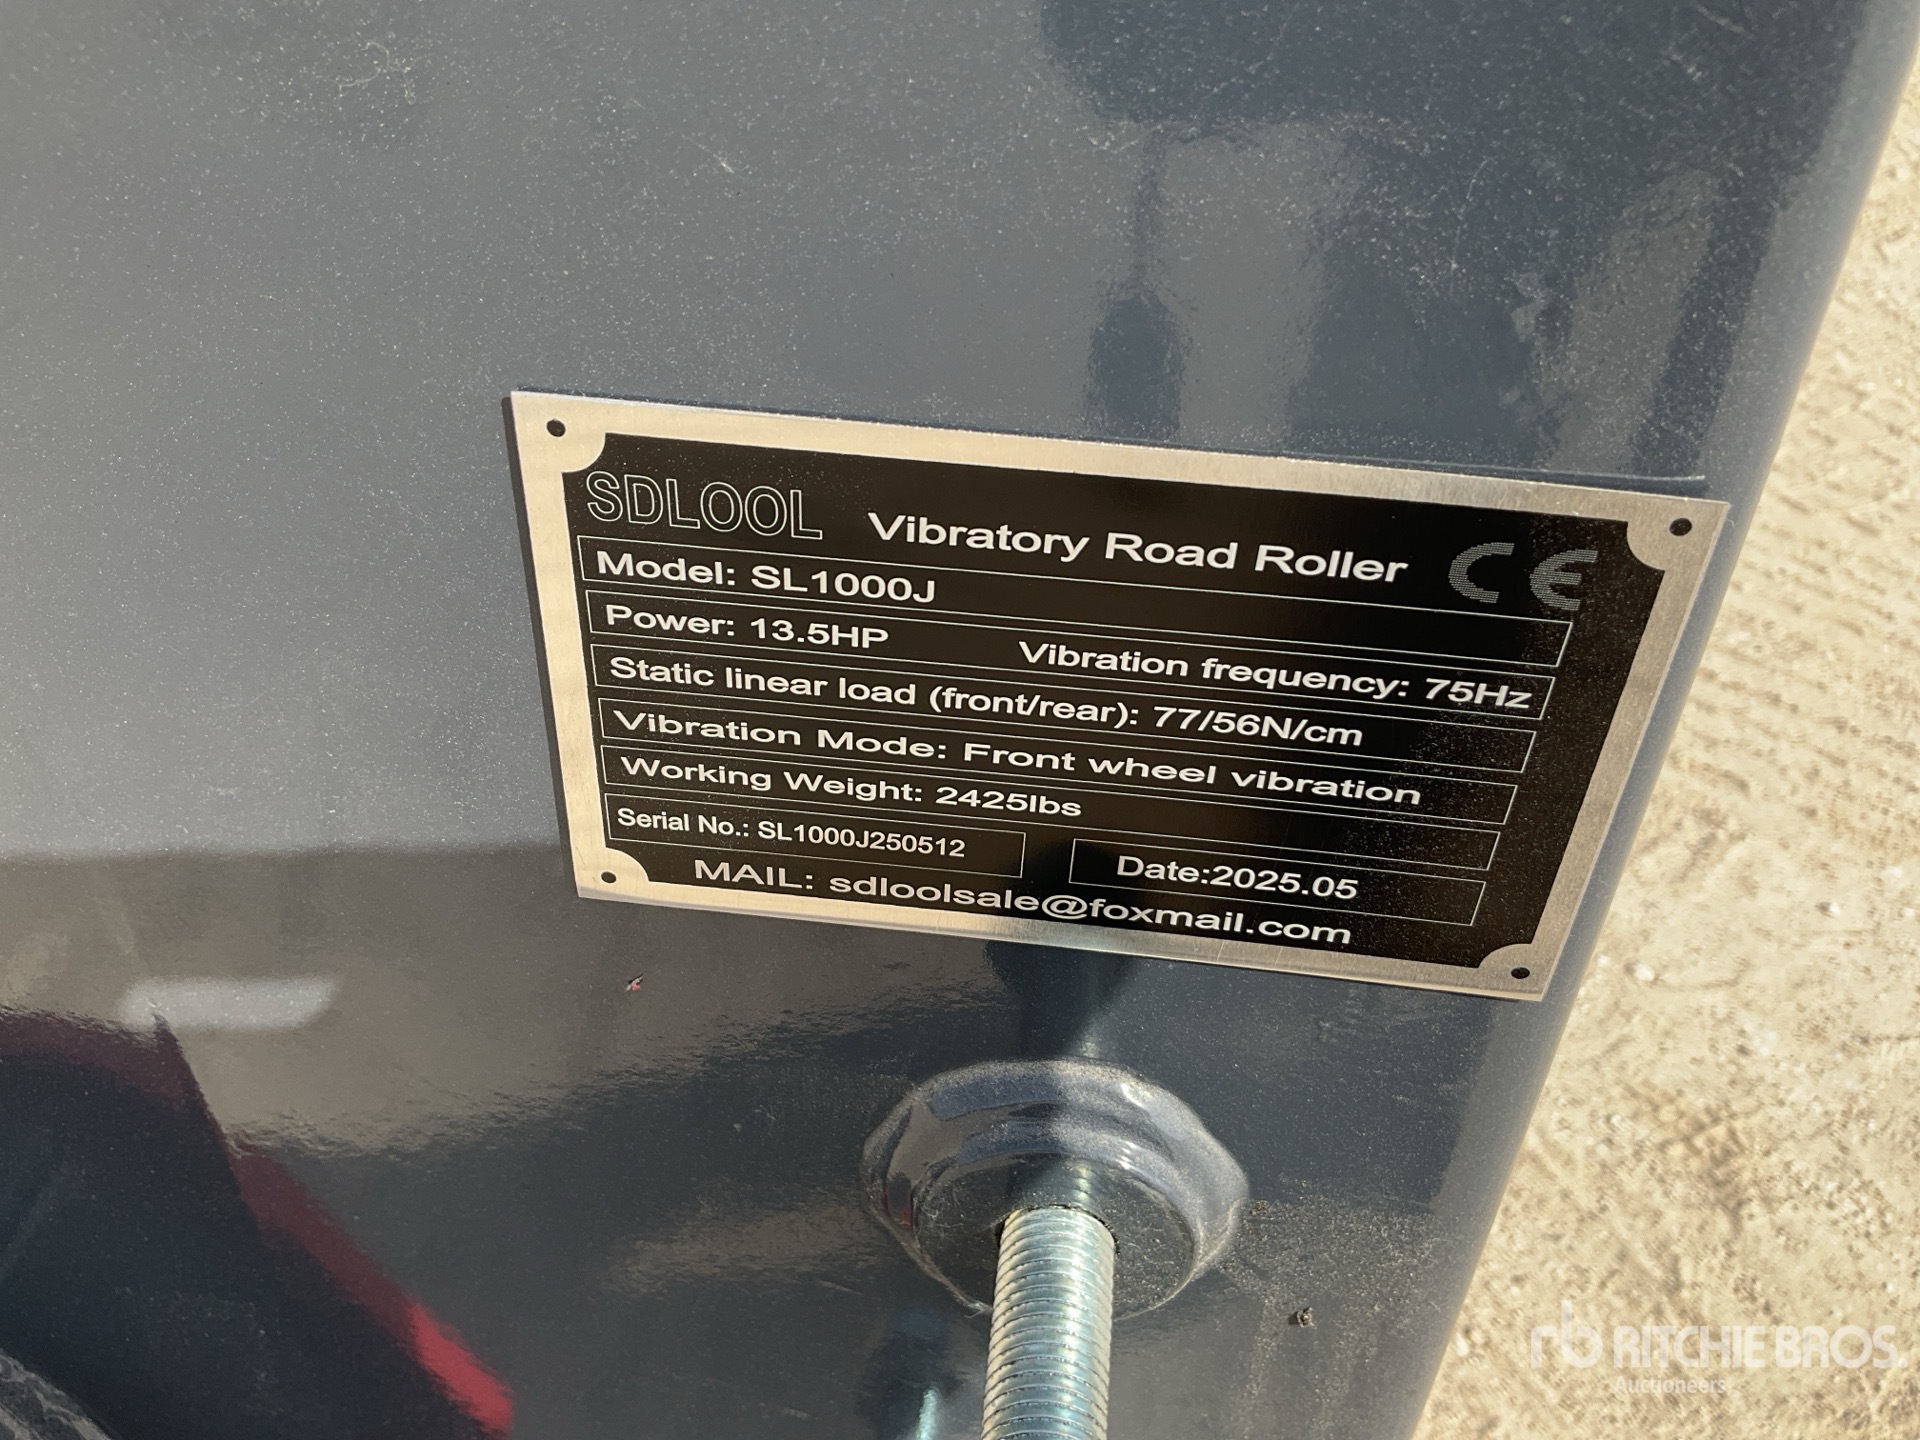 SDLOOL Vibratory Road Roller CE
Model: SL1000J
Power: 13.5HP Vibration frequency: 75Hz
Static linear load (front/rear): 77/56N/cm
Vibration Mode: Front wheel vibration
Working Weight: 2425lbs
Serial No.: SL1000J250512 Date:2025.05
MAIL: sdloolsale@foxmail.com
rb RITCHIE BROS.
Auctioneers